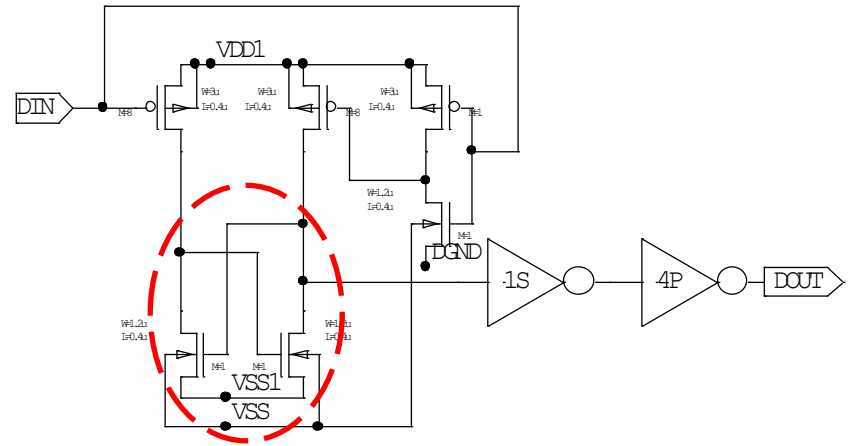 VDD1
W=3u
L=0.4u
W=3u
L=0.4u
W=3u
L=0.4u
DIN
M=8
M=8
M=1
W=1.2u
L=0.4u
M=1
DGND
-1S
-4P
DOUT
W=1.2u
L=0.4u
M=1
M=1
W=1.2u
L=0.4u
VSS1
VSS